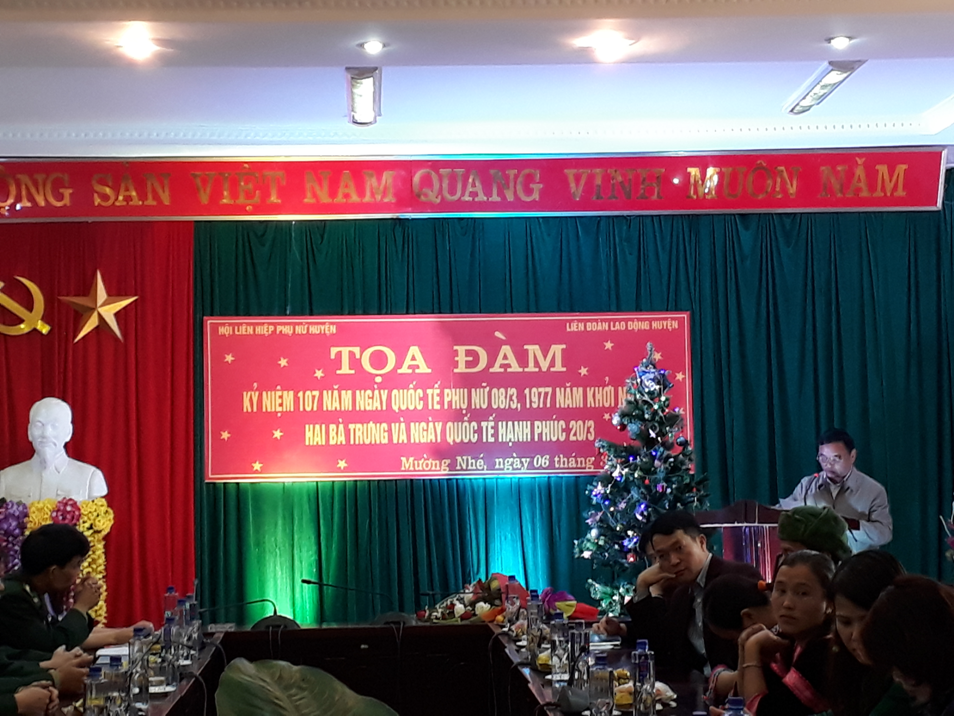 ỘNG SẢN VIỆT NAM QUANG VINH MUÔN NĂM
HỘI LIÊN HIỆP PHỤ NỮ HUYỆN
LIÊN ĐOÀN LAO ĐỘNG HUYỆN
TỌA ĐÀM
KỶ NIỆM 107 NĂM NGÀY QUỐC TẾ PHỤ NỮ 08/3, 1977 NĂM KHỞI N
HAI BÀ TRƯNG VÀ NGÀY QUỐC TẾ HẠNH PHÚC 20/3
Mường Nhé, ngày 06 tháng